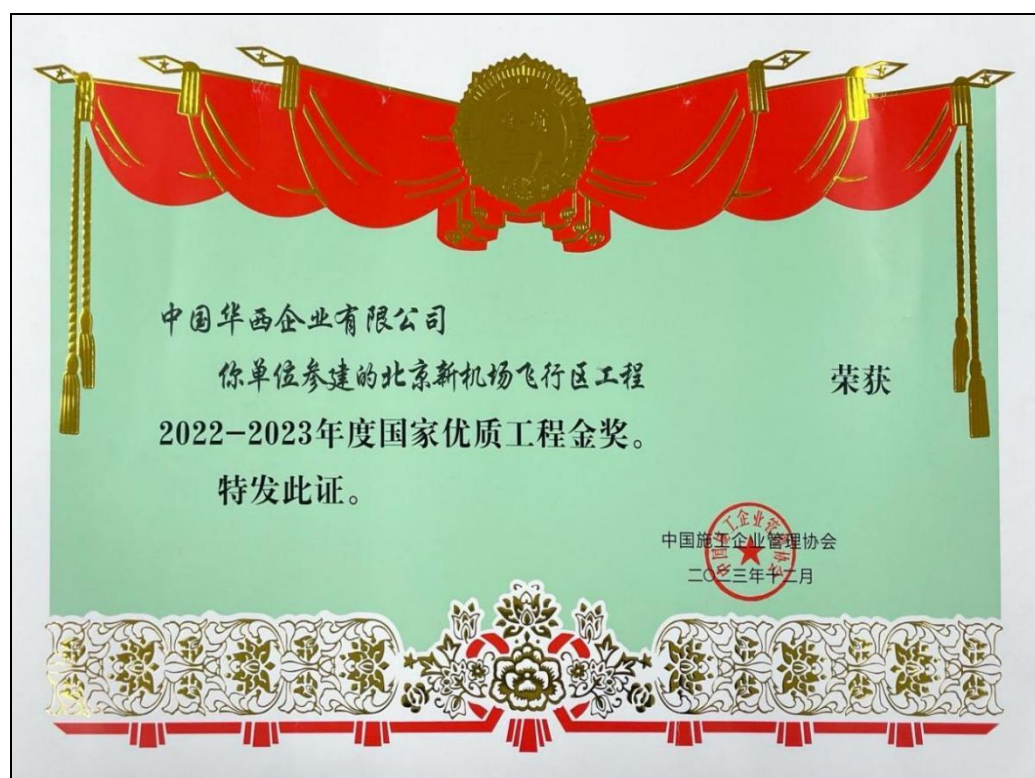 中国华西企业有限公司
你单位参建的北京新机场飞行区工程 荣获
2022-2023年度国家优质工程金奖。
特发此证。
中国施工企业管理协会
二〇二三年十二月